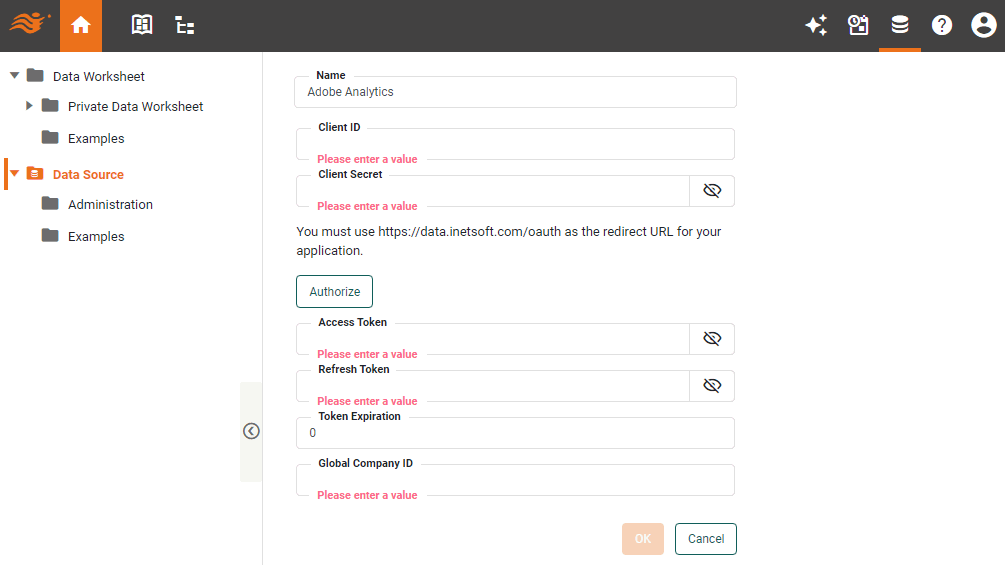 Data Worksheet
Private Data Worksheet
Examples
Data Source
Administration
Examples
Name
Adobe Analytics
Client ID
Please enter a value
Client Secret
Please enter a value
You must use https://data.inetsoft.com/oauth as the redirect URL for your
application.
Authorize
Access Token
Please enter a value
Refresh Token
Please enter a value
Token Expiration
0
Global Company ID
Please enter a value
OK
Cancel